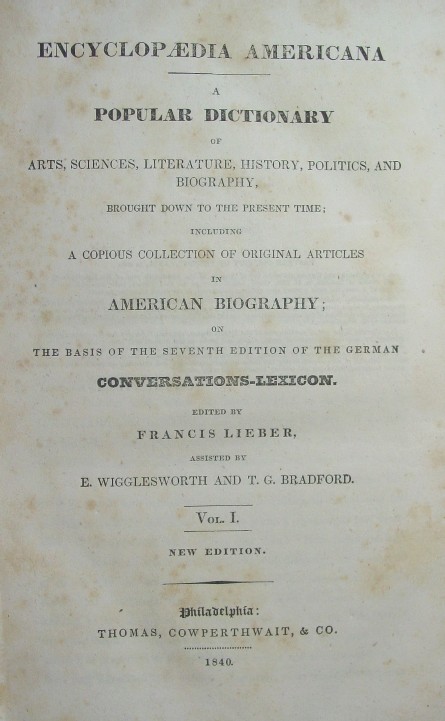 ENCYCLOPÆDIA AMERICANA
A
POPULAR DICTIONARY
OF
ARTS, SCIENCES, LITERATURE, HISTORY, POLITICS, AND
BIOGRAPHY,
BROUGHT DOWN TO THE PRESENT TIME;
INCLUDING
A COPIOUS COLLECTION OF ORIGINAL ARTICLES
IN
AMERICAN BIOGRAPHY;
ON
THE BASIS OF THE SEVENTH EDITION OF THE GERMAN
CONVERSATIONS-LEXICON.
EDITED BY
FRANCIS LIEBER,
ASSISTED BY
E. WIGGLESWORTH AND T. G. BRADFORD.
VOL. I.
NEW EDITION.
Philadelphia:
THOMAS, COWPERTHWAIT, & CO.
1840.